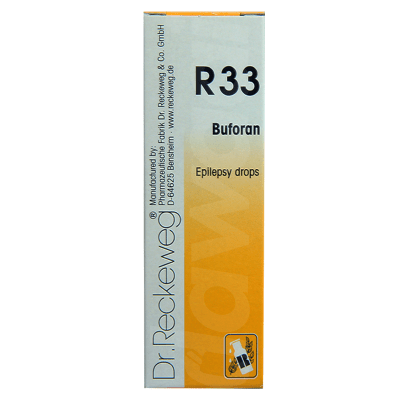 R 33
Buforan
Epilepsy drops
Dr. Reckeweg®
Manufactured by:
Pharmazeutische Fabrik Dr. Reckeweg & Co. GmbH
D-64625 Bensheim - www.reckeweg.de